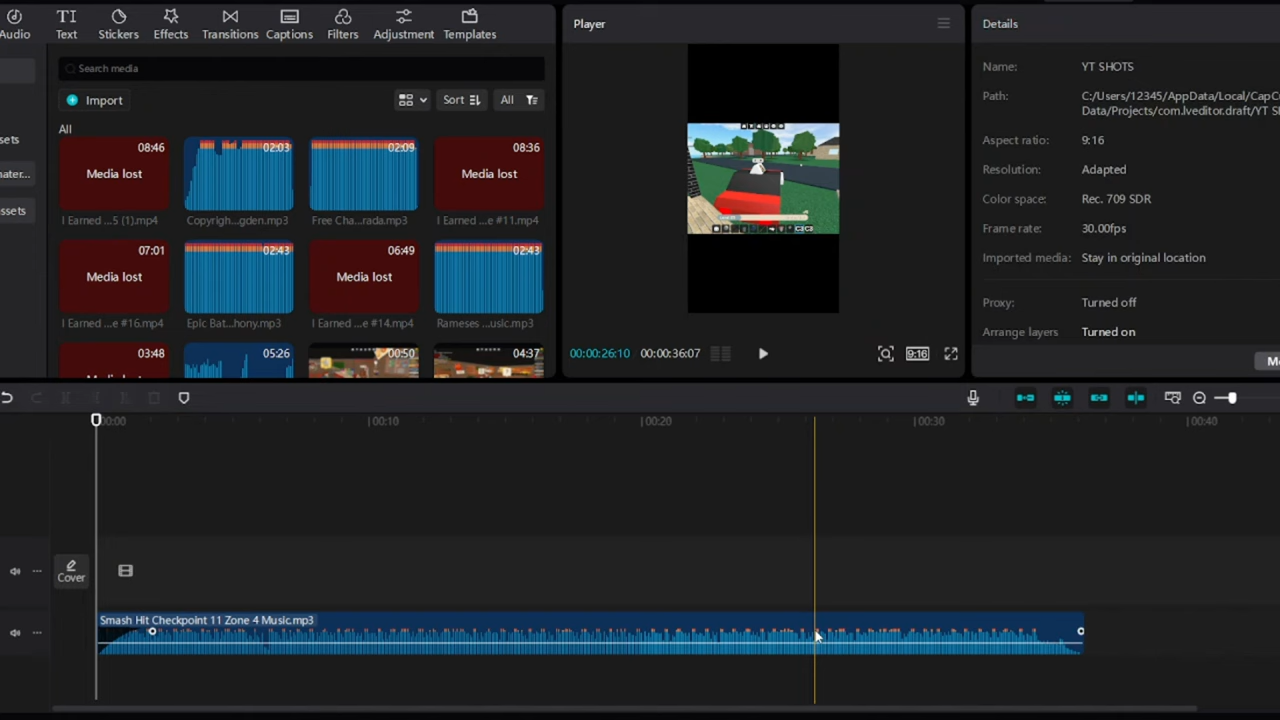 Audio
Text
Stickers
Effects
Transitions
Captions
Filters
Adjustment
Templates
Search media
Import
Sort
All
All
08:46
Media lost
I Earned ...5 (1).mp4
02:03
Copyrigh...gden.mp3
02:09
Free Cha...rada.mp3
08:36
Media lost
I Earned ...e #11.mp4
07:01
Media lost
I Earned ...e #16.mp4
02:43
Epic Bat...hony.mp3
06:49
Media lost
I Earned ...e #14.mp4
02:43
Rameses ...usic.mp3
03:48
05:26
00:50
04:37
sets
ater...
ssets
Player
00:00:26:10
00:00:36:07
9:16
Details
Name:
YT SHOTS
Path:
C:/Users/12345/AppData/Local/CapC
Data/Projects/com.lveditor.draft/YT S
Aspect ratio:
9:16
Resolution:
Adapted
Color space:
Rec. 709 SDR
Frame rate:
30.00fps
Imported media:
Stay in original location
Proxy:
Turned off
Arrange layers
Turned on
00:00
00:10
00:20
00:30
00:40
Cover
Smash Hit Checkpoint 11 Zone 4 Music.mp3